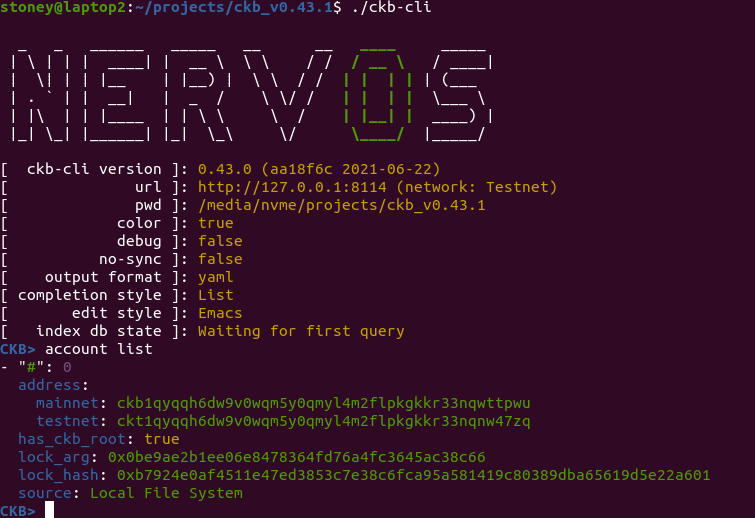 stoney@laptop2:~/projects/ckb_v0.43.1$ ./ckb-cli
NERVOS
[  ckb-cli version ]: 0.43.0 (aa18f6c 2021-06-22)
[              url ]: http://127.0.0.1:8114 (network: Testnet)
[              pwd ]: /media/nvme/projects/ckb_v0.43.1
[            color ]: true
[            debug ]: false
[          no-sync ]: false
[    output format ]: yaml
[ completion style ]: List
[       edit style ]: Emacs
[   index db state ]: Waiting for first query
CKB> account list
- "#": 0
  address:
    mainnet: ckb1qyqqh6dw9v0wqm5y0qmyl4m2flpkgkkr33nqwttpwu
    testnet: ckt1qyqqh6dw9v0wqm5y0qmyl4m2flpkgkkr33nqnw47zq
  has_ckb_root: true
  lock_arg: 0x0be9ae2b1ee06e8478364fd76a4fc3645ac38c66
  lock_hash: 0xb7924e0af4511e47ed3853c7e38c6fca95a581419c80389dba65619d5e22a601
  source: Local File System
CKB>